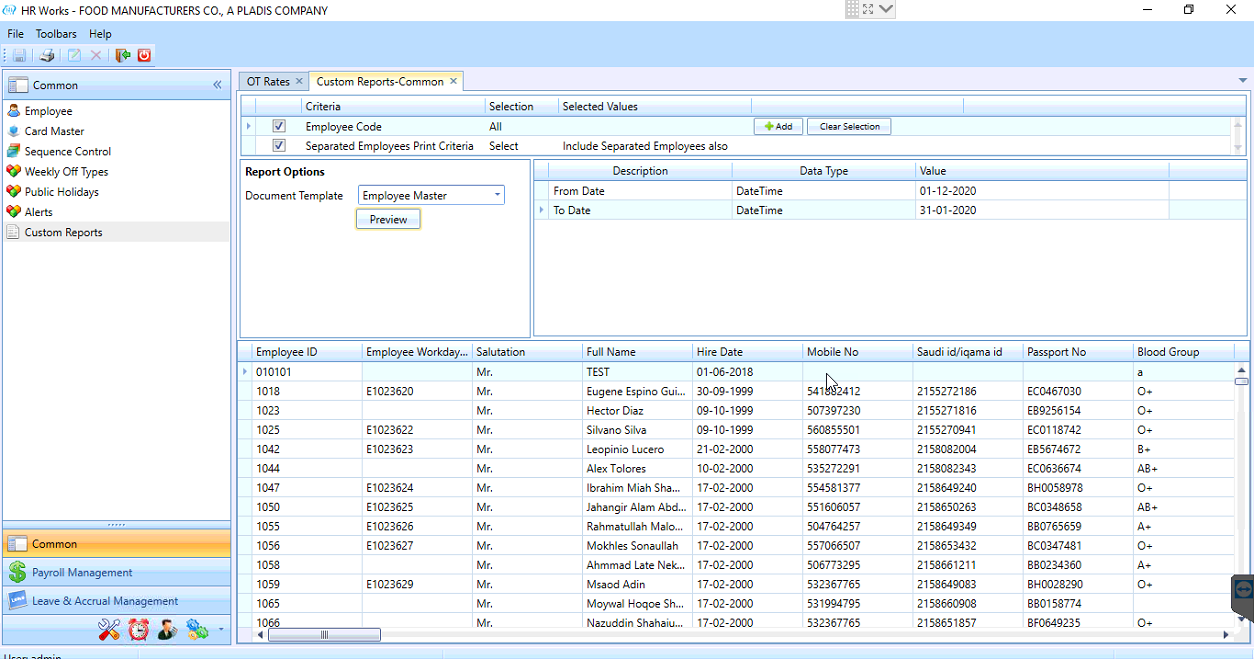 HR Works - FOOD MANUFACTURERS CO., A PLADIS COMPANY
File Toolbars Help
Common
Employee
Card Master
Sequence Control
Weekly Off Types
Public Holidays
Alerts
Custom Reports
Common
Payroll Management
Leave & Accrual Management
OT Rates Custom Reports-Common
Criteria Selection Selected Values
Employee Code All Add Clear Selection
Separated Employees Print Criteria Select Include Separated Employees also
Report Options
Document Template Employee Master
Preview
Description Data Type Value
From Date DateTime 01-12-2020
To Date DateTime 31-01-2020
Employee ID Employee Workday... Salutation Full Name Hire Date Mobile No Saudi id/iqama id Passport No Blood Group
010101 Mr. TEST 01-06-2018 a
1018 E1023620 Mr. Eugene Espino Gui... 30-09-1999 2155272186 EC0467030 O+
1023 Mr. Hector Diaz 09-10-1999 507397230 2155271816 EB9256154 O+
1025 E1023622 Mr. Silvano Silva 09-10-1999 560855501 2155270941 EC0118742 O+
1042 E1023623 Mr. Leopinio Lucero 21-02-2000 558077473 2158082004 EB5674672 B+
1044 Mr. Alex Tolores 10-02-2000 535272291 2158082343 EC0636674 AB+
1047 E1023624 Mr. Ibrahim Miah Sha... 17-02-2000 554581377 2158649240 BH0058978 O+
1050 E1023625 Mr. Jahangir Alam Abd... 17-02-2000 551606057 2158650263 BC0348658 AB+
1055 E1023626 Mr. Rahmatullah Malo... 17-02-2000 504764257 2158649349 BB0765659 A+
1056 E1023627 Mr. Mokhles Sonaullah 17-02-2000 557066507 2158653432 BC0347481 O+
1058 Mr. Ahmmad Late Nek... 17-02-2000 506773295 2158661211 BB0234360 A+
1059 E1023629 Mr. Msaod Adin 17-02-2000 532367765 2158649083 BH0028290 O+
1065 Mr. Moywal Hoqoe Sh... 17-02-2000 531994795 2158660908 BB0158774
1066 Mr. Nazuddin Shahaiu... 17-02-2000 532367765 2158651857 BF0649235 O+
User: admin